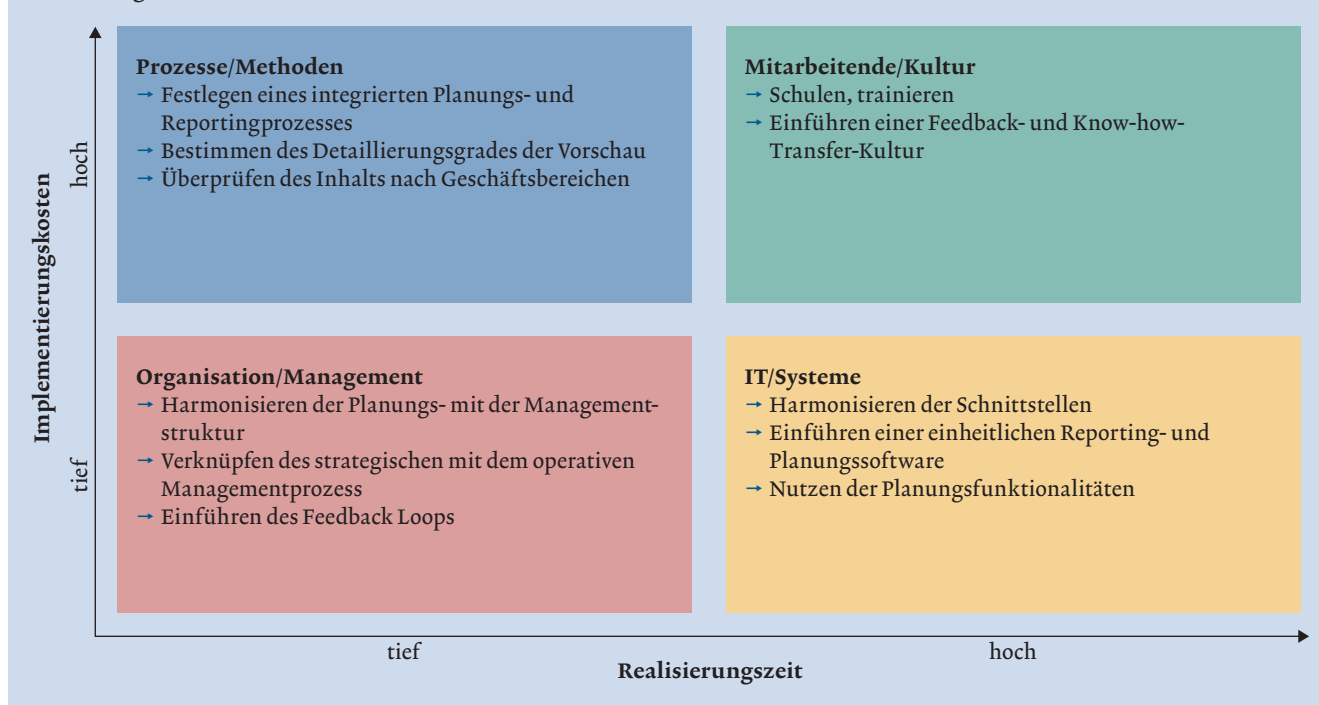 Prozesse/Methoden
→ Festlegen eines integrierten Planungs- und
Reportingprozesses
→ Bestimmen des Detaillierungsgrades der Vorschau
→ Überprüfen des Inhalts nach Geschäftsbereichen
Mitarbeitende/Kultur
→ Schulen, trainieren
→ Einführen einer Feedback- und Know-how-
Transfer-Kultur
Organisation/Management
→ Harmonisieren der Planungs- mit der Management-
struktur
→ Verknüpfen des strategischen mit dem operativen
Managementprozess
→ Einführen des Feedback Loops
IT/Systeme
→ Harmonisieren der Schnittstellen
→ Einführen einer einheitlichen Reporting- und
Planungssoftware
→ Nutzen der Planungsfunktionalitäten
Implementierungskosten
hoch
tief
tief
hoch
Realisierungszeit